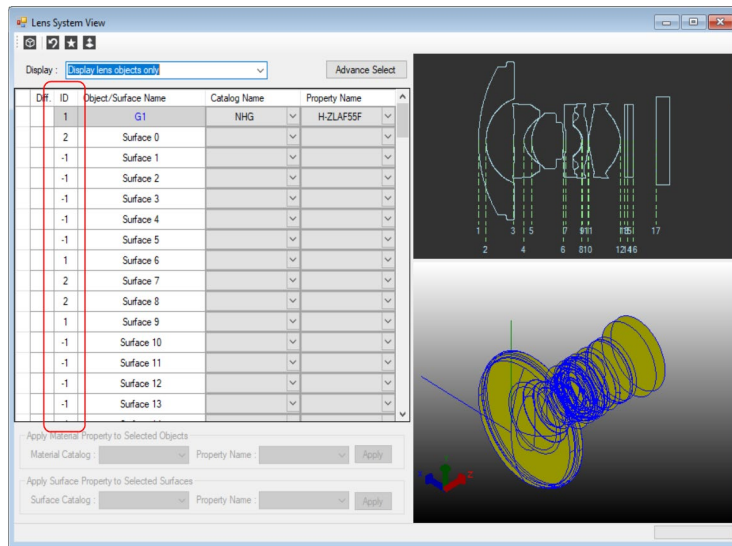 Lens System View
Display : Display lens objects only Advance Select
Diff. ID Object/Surface Name Catalog Name Property Name
1 G1 NHG H-ZLAF55F
2 Surface 0
-1 Surface 1
-1 Surface 2
-1 Surface 3
-1 Surface 4
-1 Surface 5
1 Surface 6
2 Surface 7
2 Surface 8
1 Surface 9
-1 Surface 10
-1 Surface 11
-1 Surface 12
-1 Surface 13
Apply Material Property to Selected Objects
Material Catalog : Property Name : Apply
Apply Surface Property to Selected Surfaces
Surface Catalog : Property Name : Apply
1 3 5 7 17
2 4 6